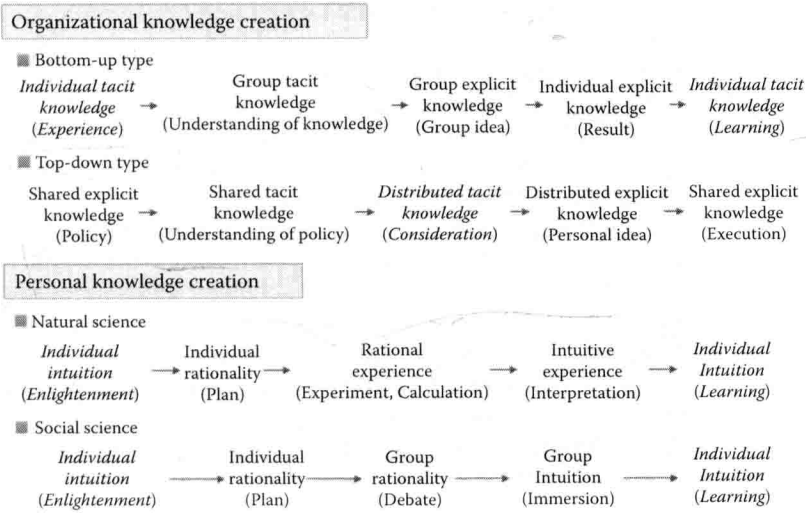 Organizational knowledge creation
Bottom-up type
Individual tacit knowledge (Experience) → Group tacit knowledge (Understanding of knowledge) → Group explicit knowledge (Group idea) → Individual explicit knowledge (Result) → Individual tacit knowledge (Learning)
Top-down type
Shared explicit knowledge (Policy) → Shared tacit knowledge (Understanding of policy) → Distributed tacit knowledge (Consideration) → Distributed explicit knowledge (Personal idea) → Shared explicit knowledge (Execution)
Personal knowledge creation
Natural science
Individual intuition (Enlightenment) → Individual rationality (Plan) → Rational experience (Experiment, Calculation) → Intuitive experience (Interpretation) → Individual Intuition (Learning)
Social science
Individual intuition (Enlightenment) → Individual rationality (Plan) → Group rationality (Debate) → Group Intuition (Immersion) → Individual Intuition (Learning)